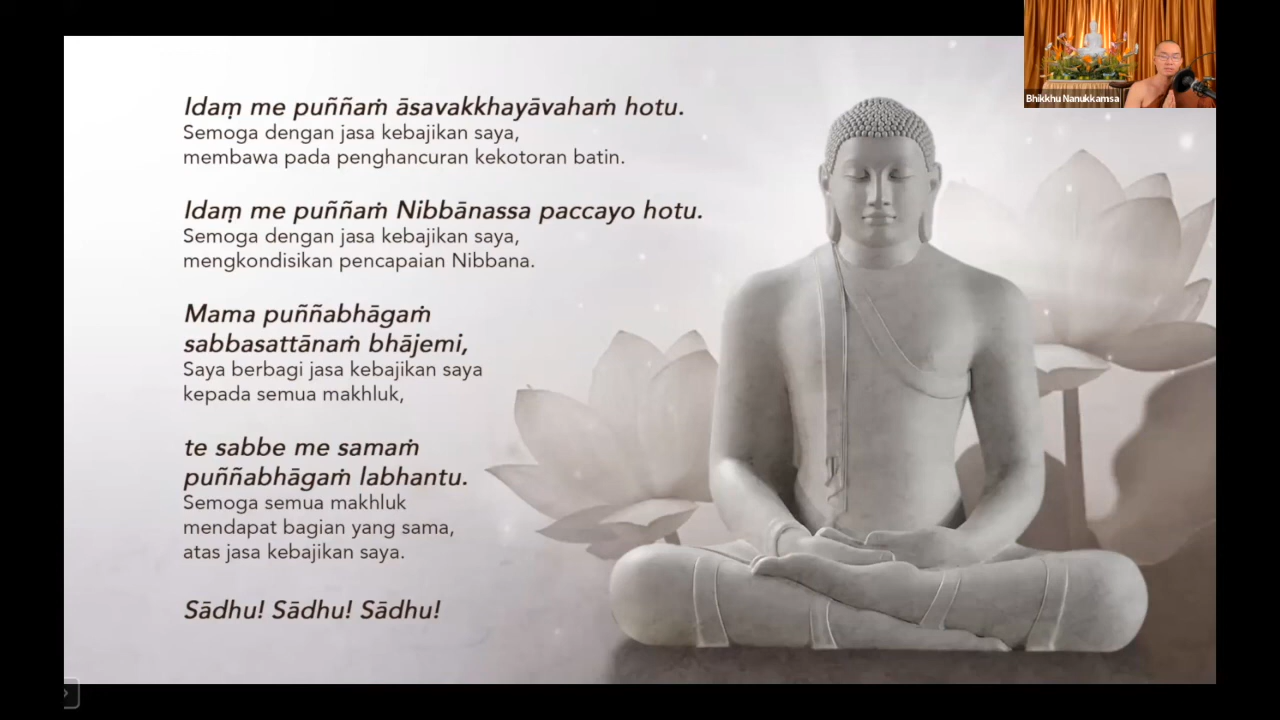 Idaṃ me puññaṁ āsavakkhayāvahaṁ hotu.
Semoga dengan jasa kebajikan saya,
membawa pada penghancuran kekotoran batin.
Idaṃ me puññaṁ Nibbānassa paccayo hotu.
Semoga dengan jasa kebajikan saya,
mengkondisikan pencapaian Nibbana.
Mama puññabhāgaṁ
sabbasattānaṁ bhājemi,
Saya berbagi jasa kebajikan saya
kepada semua makhluk,
te sabbe me samaṁ
puññabhāgaṁ labhantu.
Semoga semua makhluk
mendapat bagian yang sama,
atas jasa kebajikan saya.
Sādhu! Sādhu! Sādhu!
Bhikkhu Nanukkamsa